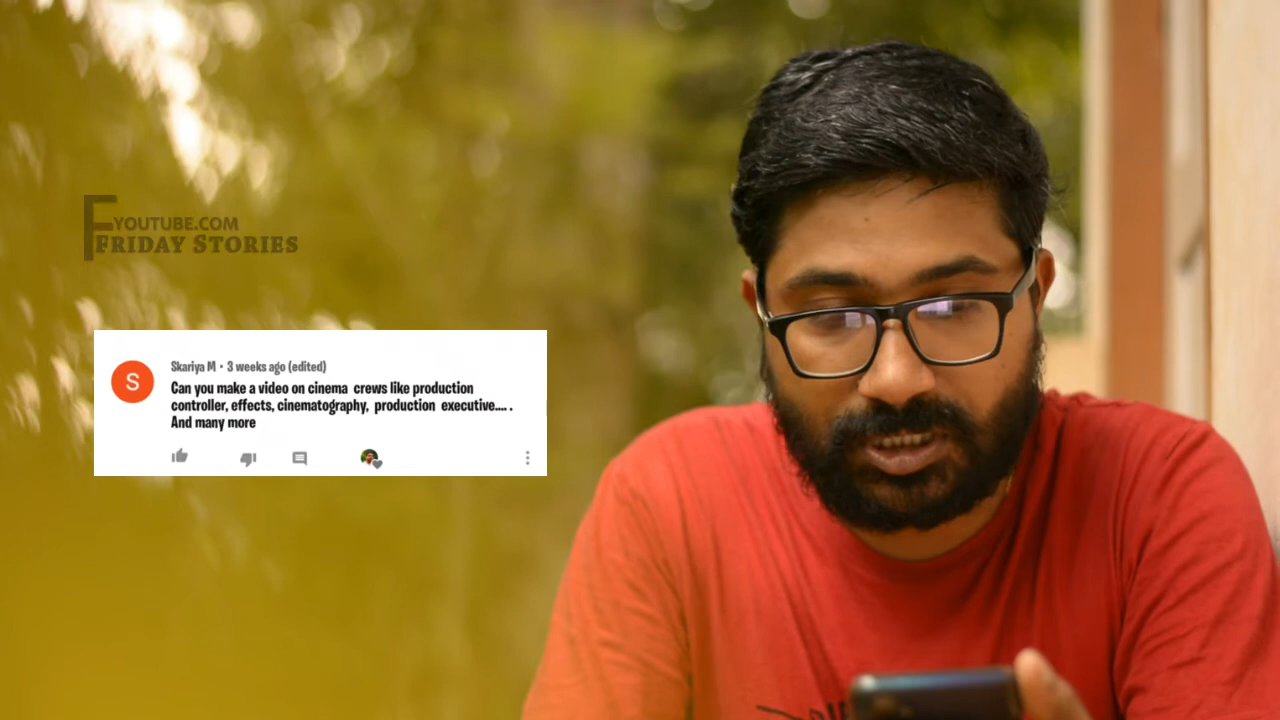 YOUTUBE.COM
FRIDAY STORIES
S
Skariya M • 3 weeks ago (edited)
Can you make a video on cinema crews like production
controller, effects, cinematography, production executive.... .
And many more